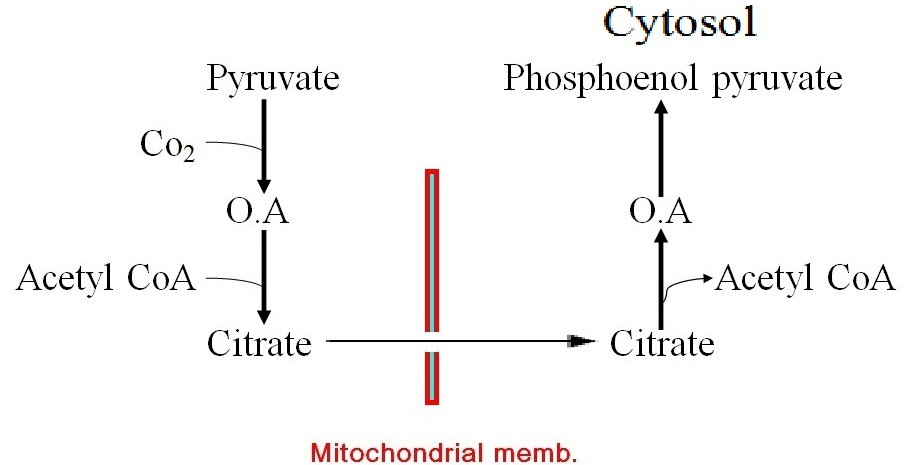 Cytosol
Pyruvate
Phosphoenol pyruvate
Co₂
O.A
O.A
Acetyl CoA
Acetyl CoA
Citrate
Citrate
Mitochondrial memb.